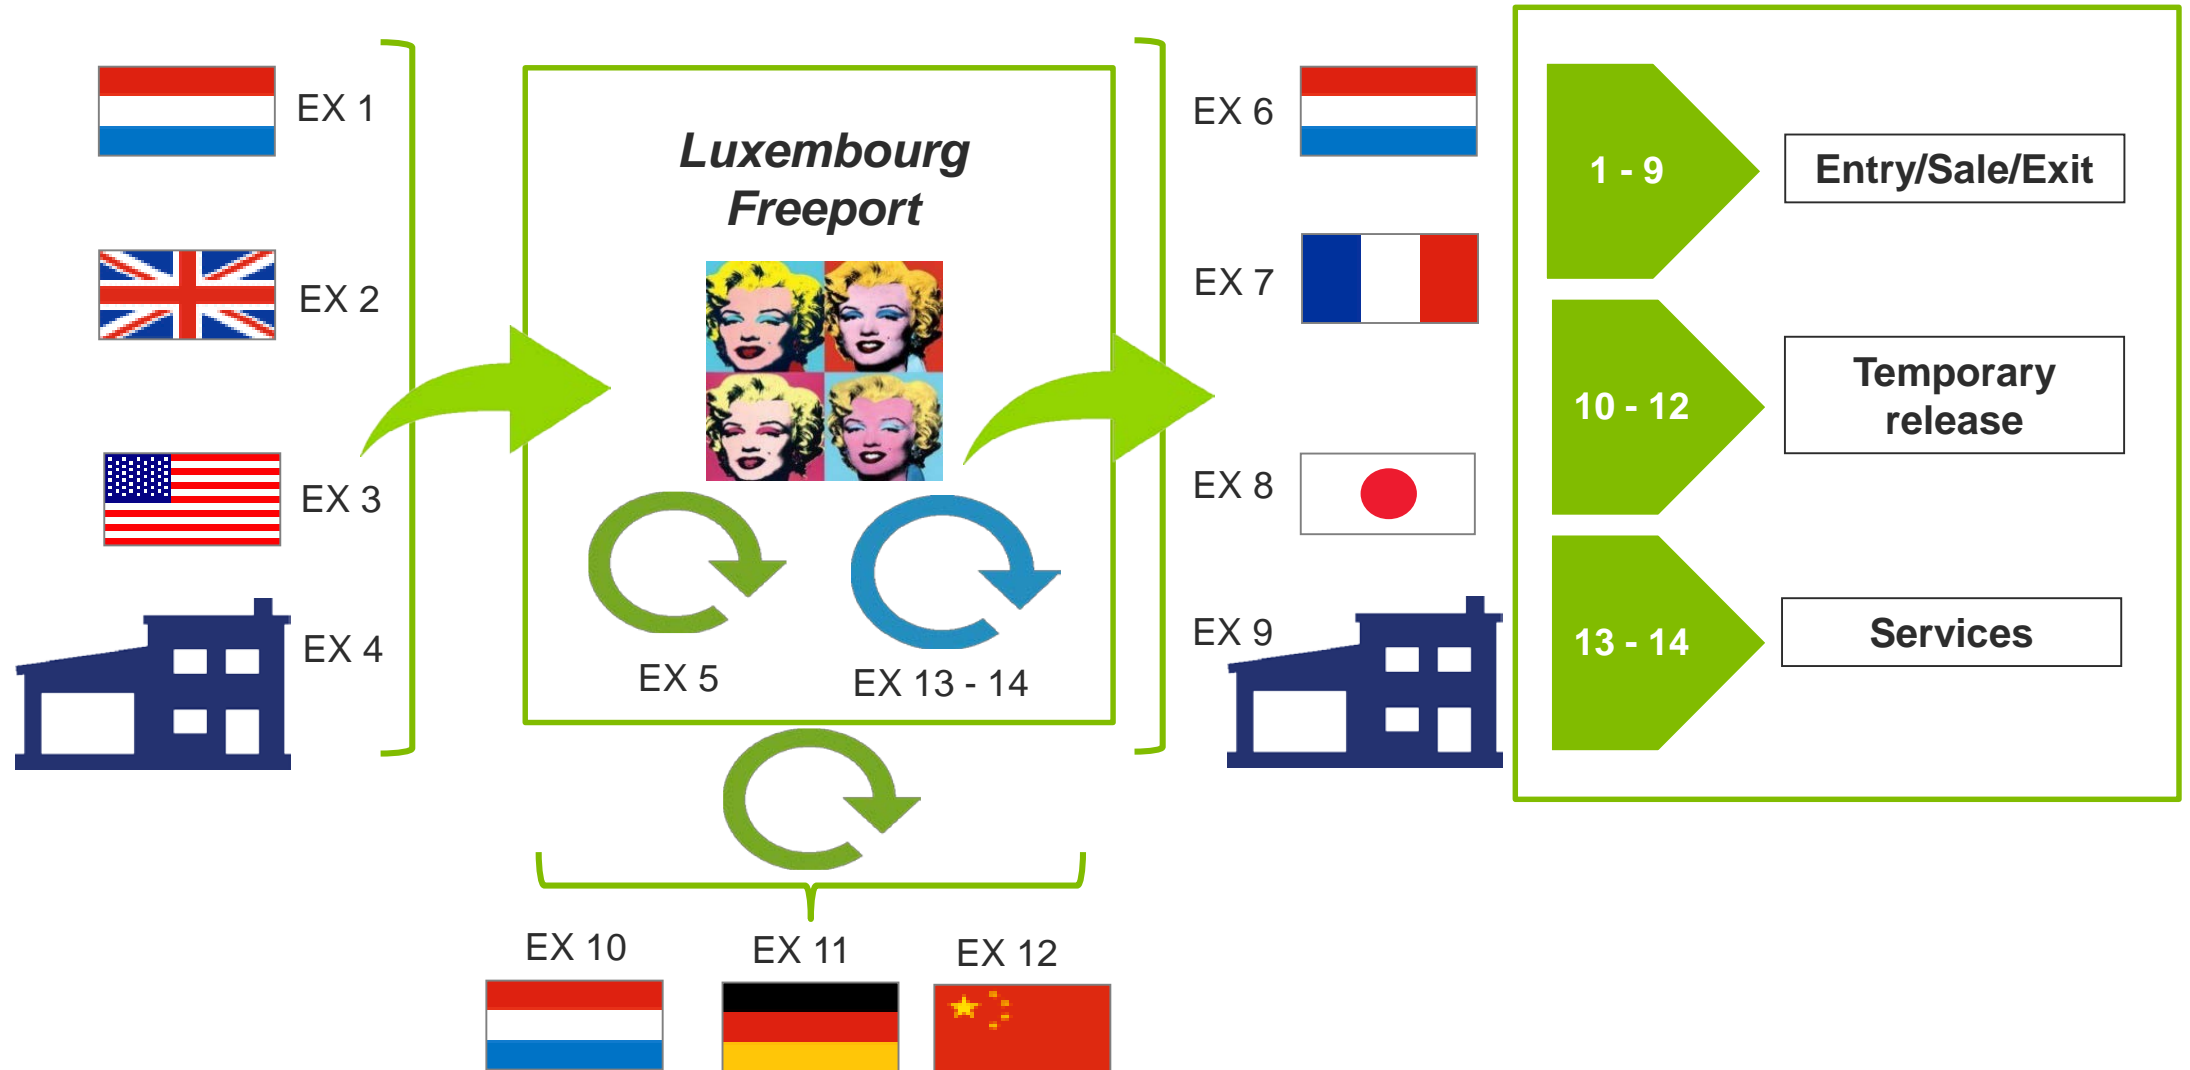 EX 1
EX 2
EX 3
EX 4
Luxembourg
Freeport
EX 5
EX 13 - 14
EX 6
EX 7
EX 8
EX 9
EX 10
EX 11
EX 12
1 - 9
Entry/Sale/Exit
10 - 12
Temporary
release
13 - 14
Services